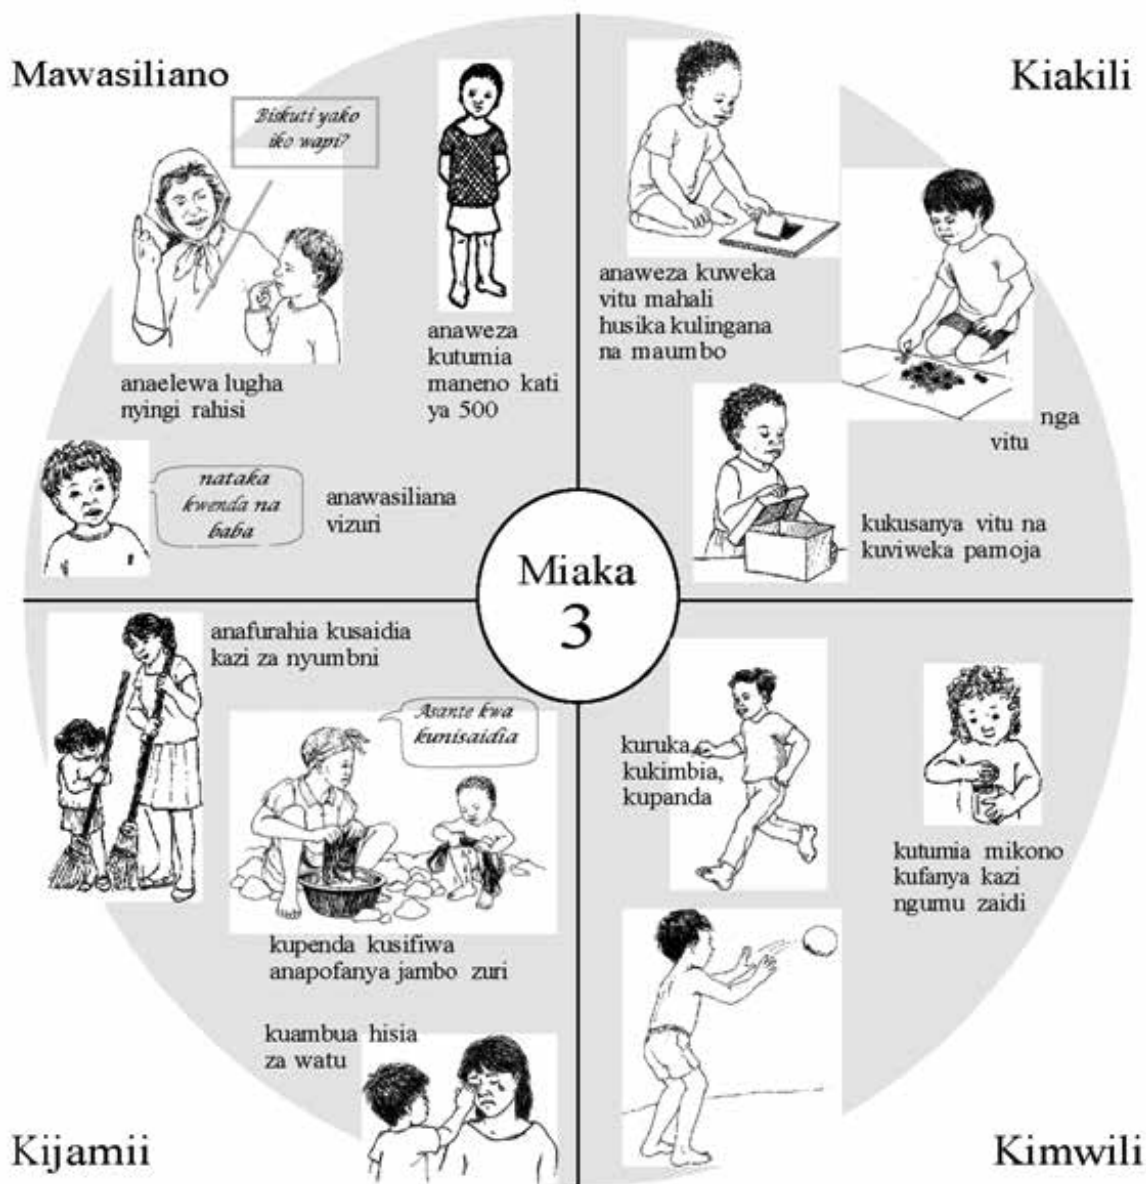 Mawasiliano
Biskuti yako
iko wapi?
anaelewa lugha
nyingi rahisi
anaweza
kutumia
maneno kati
ya 500
nataka
kwenda na
baba
anawasiliana
vizuri
Kiakili
anaweza kuweka
vitu mahali
husika kulingana
na maumbo
nga
vitu
kukusanya vitu na
kuviweka pamoja
Miaka
3
anafurahia kusaidia
kazi za nyumbni
Asante kwa
kunisaidia
kupenda kusifiwa
anapofanya jambo zuri
kuambua hisia
za watu
Kijamii
kuruka,
kukimbia,
kupanda
kutumia mikono
kufanya kazi
ngumu zaidi
Kimwili